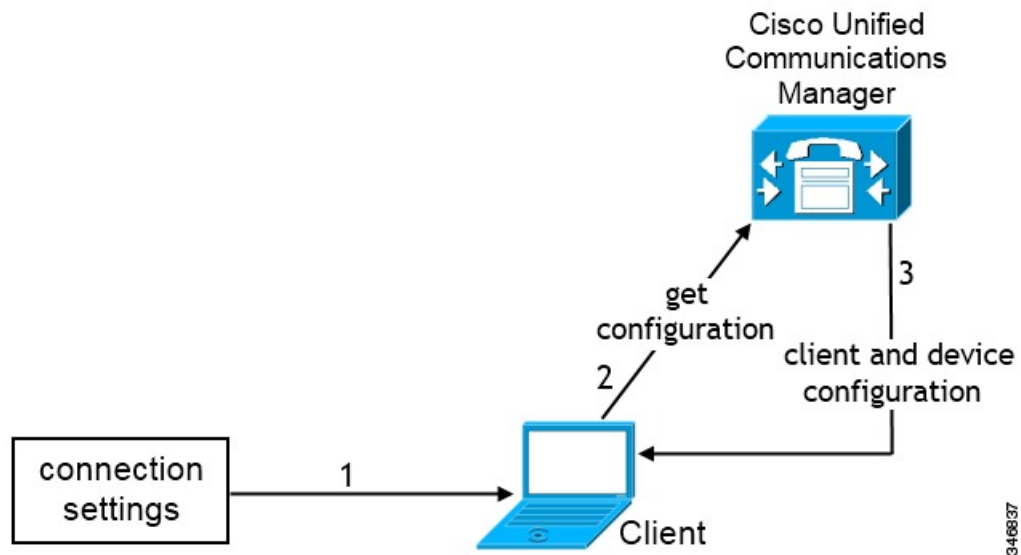 Cisco Unified
Communications
Manager
3
get
configuration
client and device
configuration
2
connection
settings
1
Client
346837